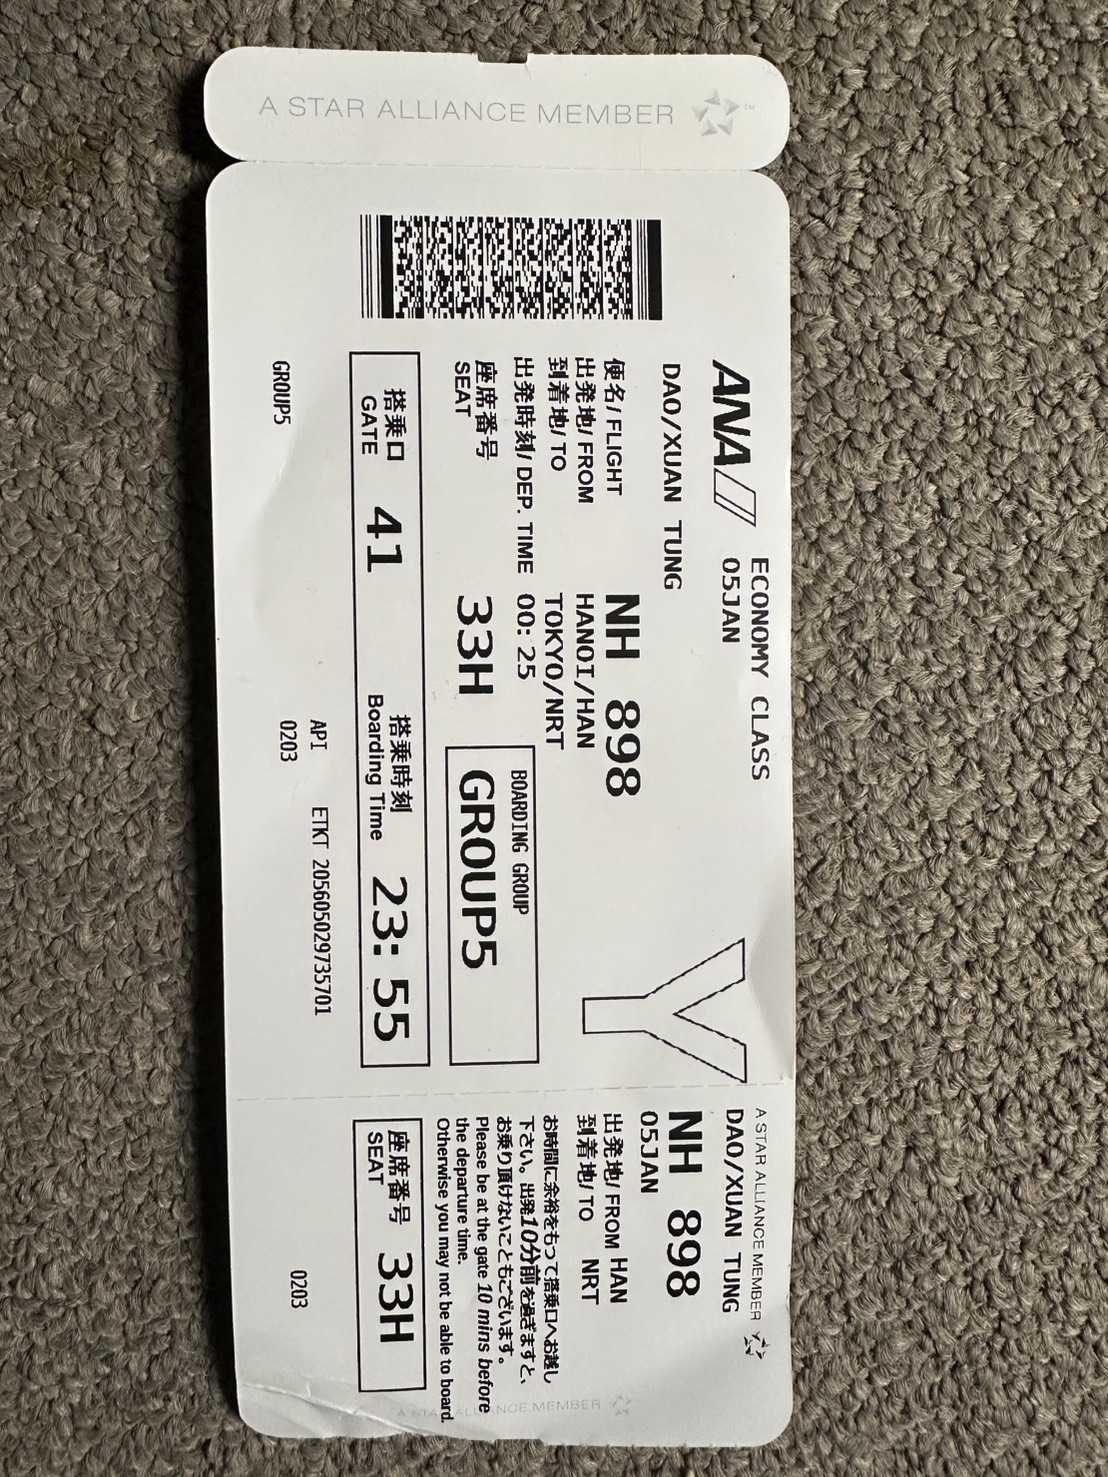 A STAR ALLIANCE MEMBER ™
ANA
ECONOMY CLASS
05JAN
DAO/XUAN TUNG
便名/FLIGHT NH 898
出発地/FROM HANOI/HAN
到着地/TO TOKYO/NRT
出発時刻/DEP. TIME 00:25
座席番号
SEAT
33H
BOARDING GROUP
GROUP5
Y
搭乗口
GATE
41
搭乗時刻
Boarding Time
23:55
API ETKT 205605029735701
0203
GROUP5
A STAR ALLIANCE MEMBER
DAO/XUAN TUNG
NH 898
05JAN
出発地/FROM HAN
到着地/TO NRT
お時間に余裕をもって搭乗口へお越し
下さい。出発10分前を過ぎますと、
お乗り頂けないこともございます。
Please be at the gate 10 mins before
the departure time.
Otherwise you may not be able to board.
座席番号
SEAT
33H
0203
A STAR ALLIANCE MEMBER